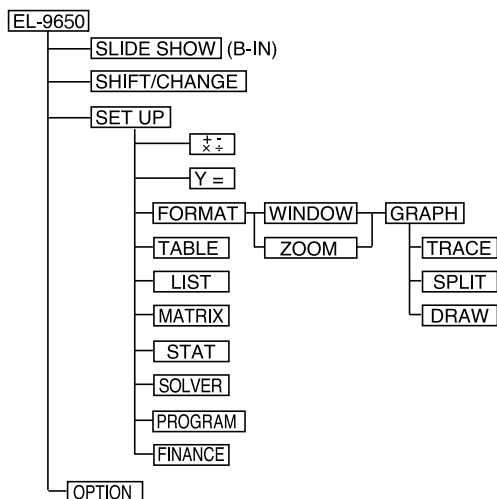 EL-9650
SLIDE SHOW (B-IN)
SHIFT/CHANGE
SET UP
+ -
× ÷
Y =
FORMAT WINDOW GRAPH
TABLE ZOOM TRACE
LIST SPLIT
MATRIX DRAW
STAT
SOLVER
PROGRAM
FINANCE
OPTION